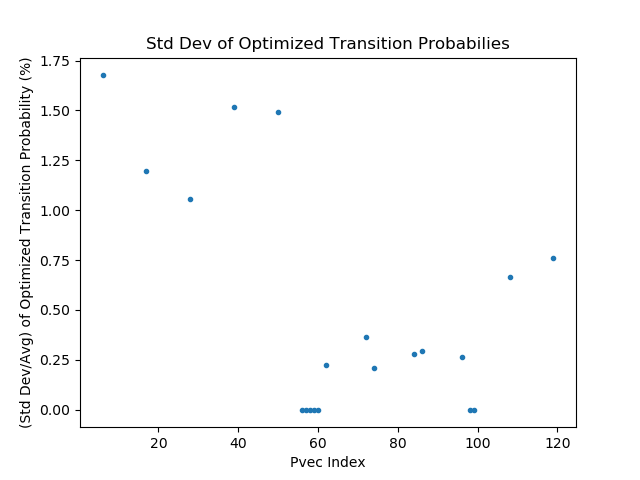 Std Dev of Optimized Transition Probabilies
(Std Dev/Avg) of Optimized Transition Probability (%)
1.75
1.50
1.25
1.00
0.75
0.50
0.25
0.00
20 40 60 80 100 120
Pvec Index